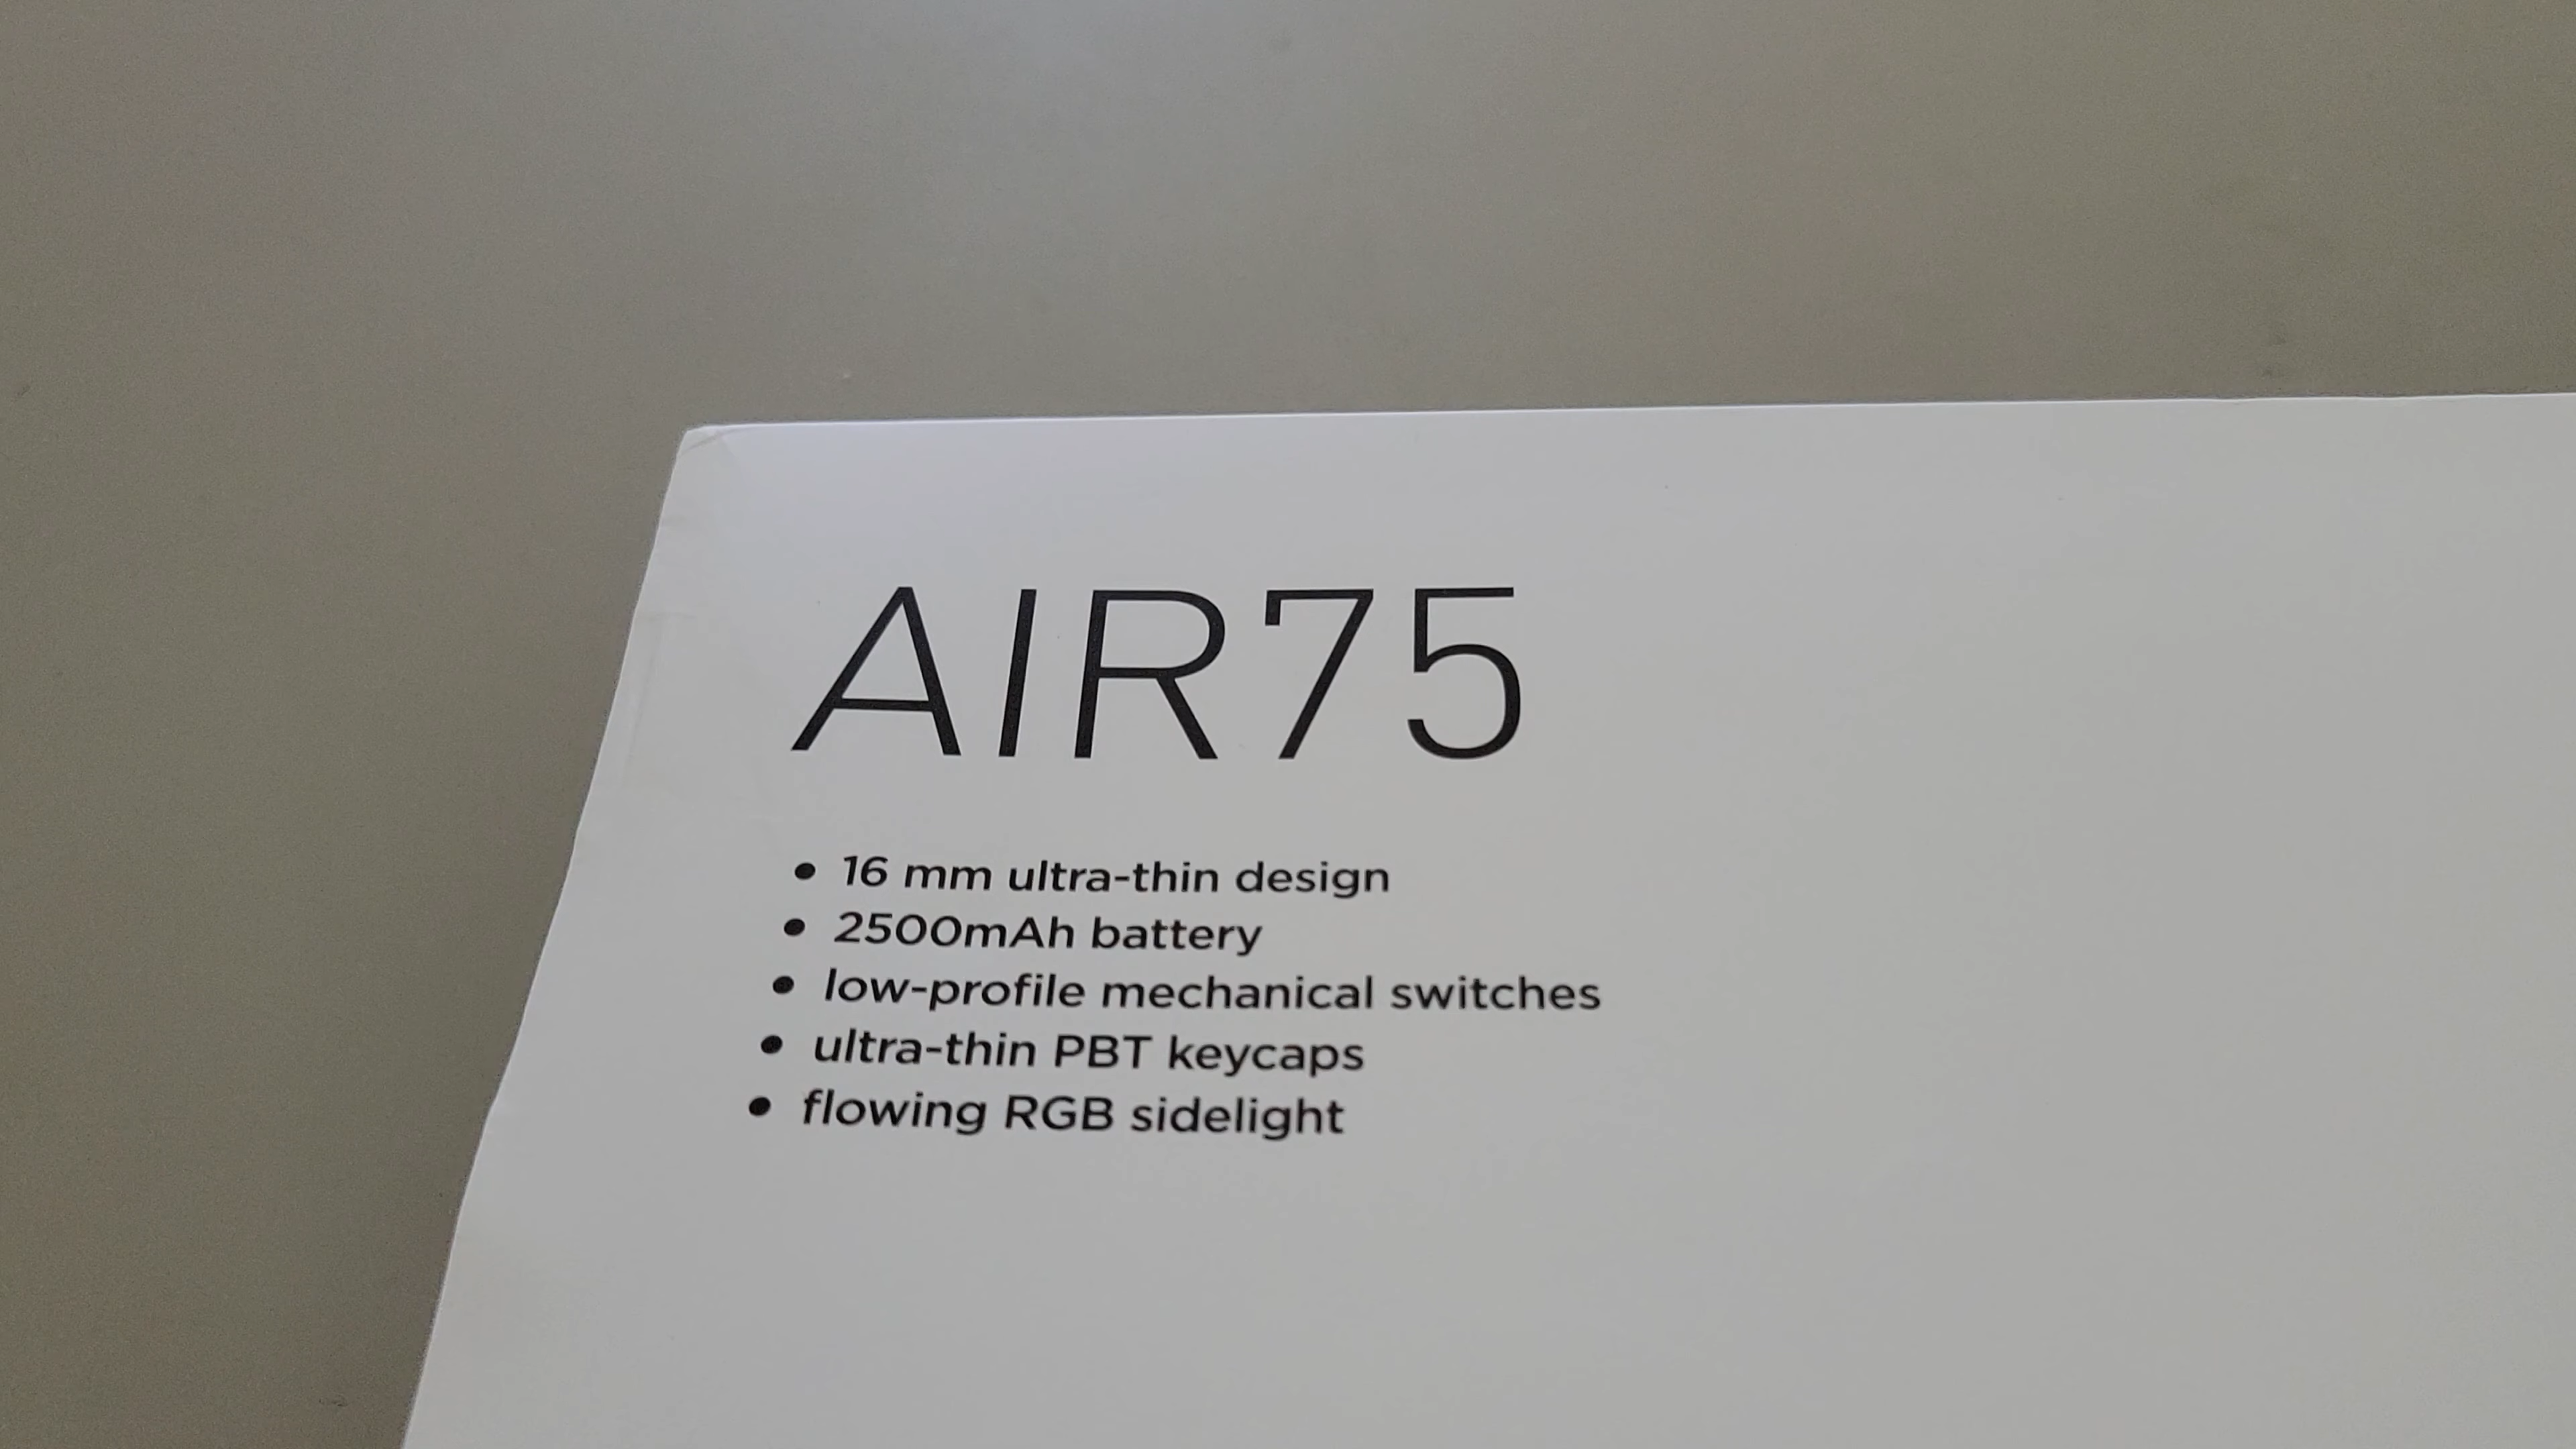 AIR75
• 16 mm ultra-thin design
• 2500mAh battery
• low-profile mechanical switches
• ultra-thin PBT keycaps
• flowing RGB sidelight